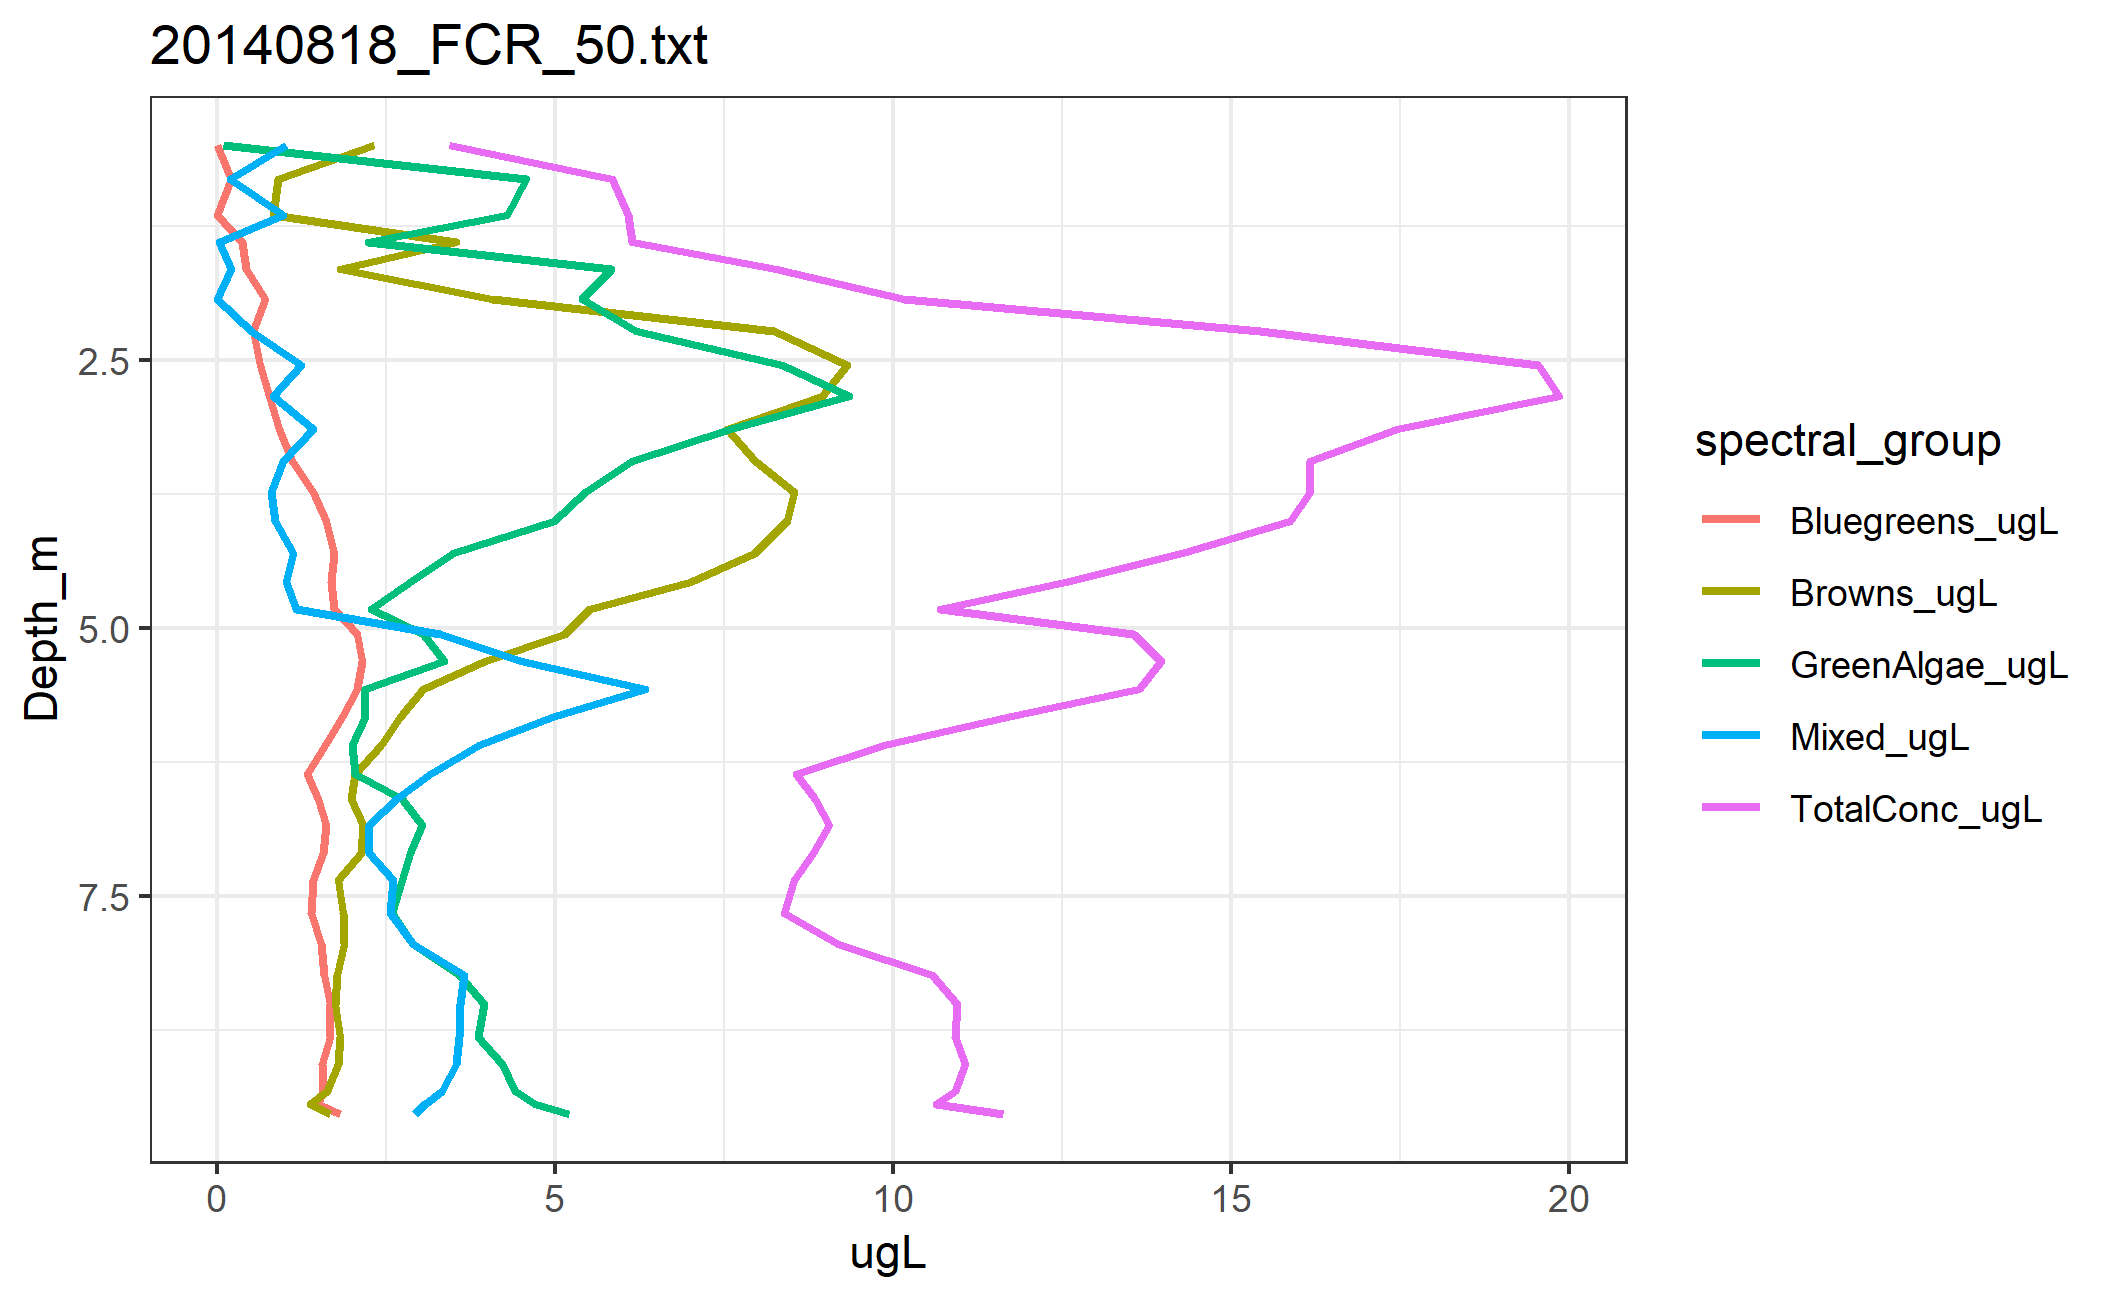 20140818_FCR_50.txt
Depth_m
2.5
5.0
7.5
0 5 10 15 20
ugL
spectral_group
Bluegreens_ugL
Browns_ugL
GreenAlgae_ugL
Mixed_ugL
TotalConc_ugL